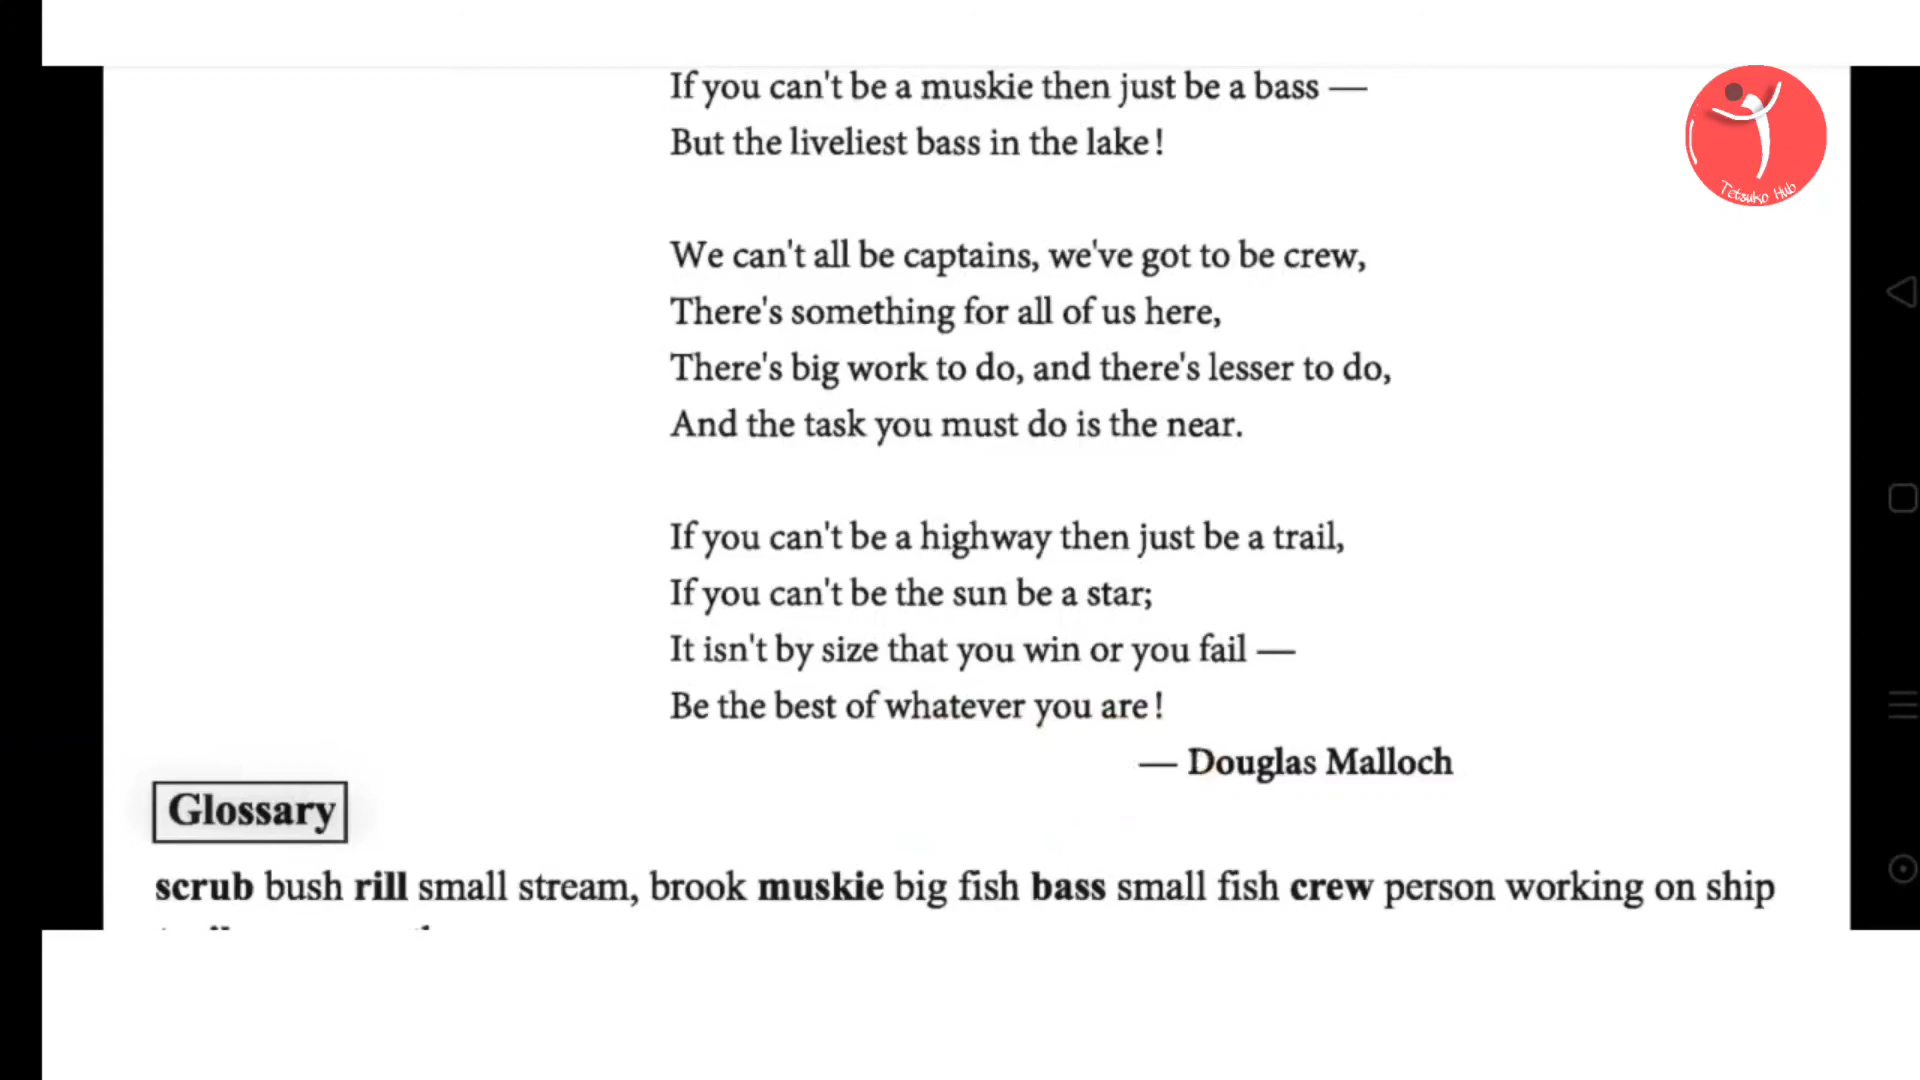 If you can't be a muskie then just be a bass —
But the liveliest bass in the lake!
We can't all be captains, we've got to be crew,
There's something for all of us here,
There's big work to do, and there's lesser to do,
And the task you must do is the near.
If you can't be a highway then just be a trail,
If you can't be the sun be a star;
It isn't by size that you win or you fail —
Be the best of whatever you are!
— Douglas Malloch
Glossary
scrub bush rill small stream, brook muskie big fish bass small fish crew person working on ship
Tetsuko Hub